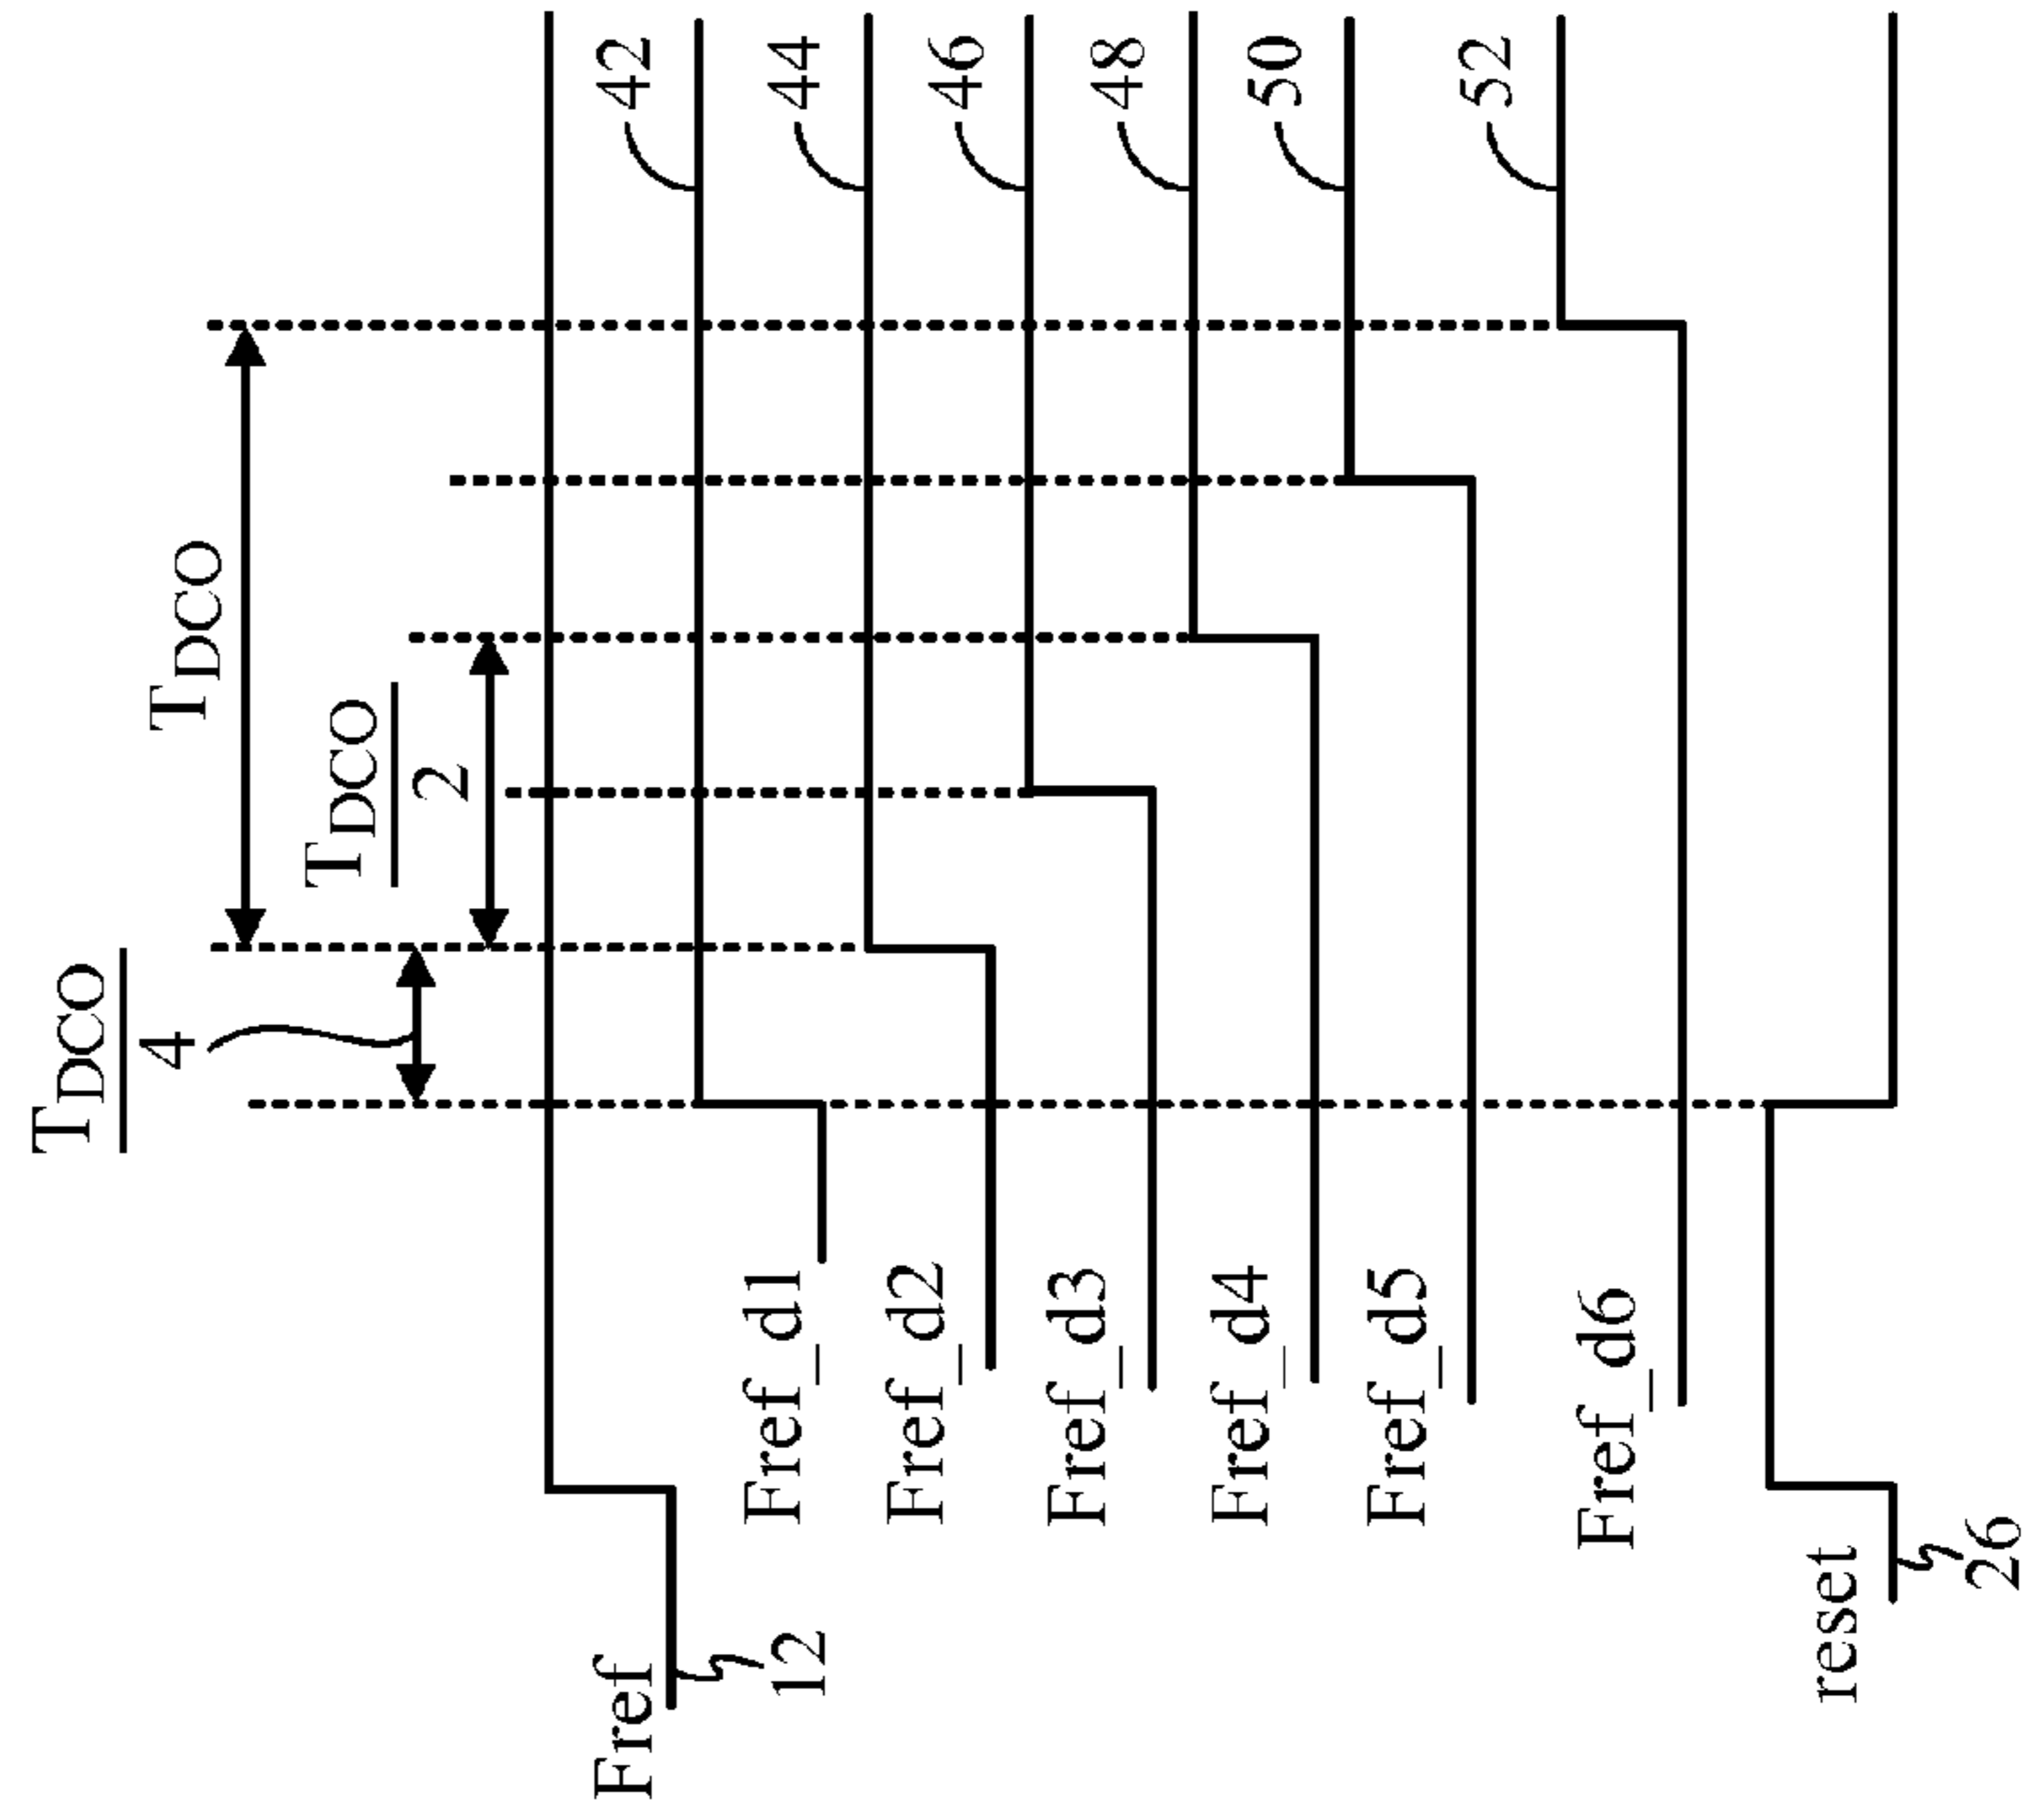 T_DCO
4
T_DCO
T_DCO
2
Fref
12
42
Fref_d1
44
Fref_d2
46
Fref_d3
48
Fref_d4
50
Fref_d5
52
Fref_d6
reset
26